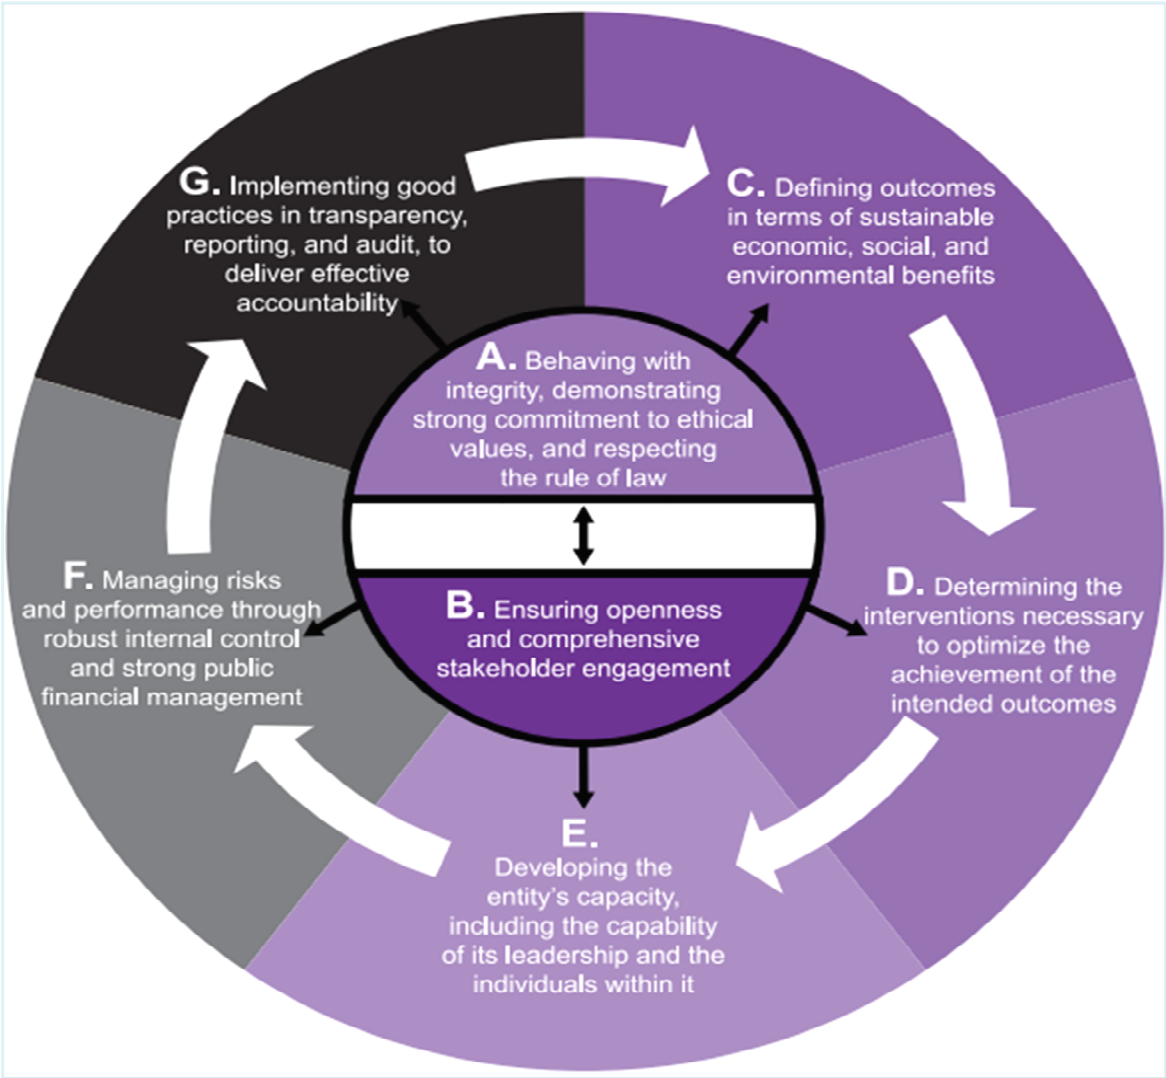 G. Implementing good
practices in transparency,
reporting, and audit, to
deliver effective
accountability
C. Defining outcomes
in terms of sustainable
economic, social, and
environmental benefits
A. Behaving with
integrity, demonstrating
strong commitment to ethical
values, and respecting
the rule of law
F. Managing risks
and performance through
robust internal control
and strong public
financial management
B. Ensuring openness
and comprehensive
stakeholder engagement
D. Determining the
interventions necessary
to optimize the
achievement of the
intended outcomes
E.
Developing the
entity's capacity,
including the capability
of its leadership and the
individuals within it